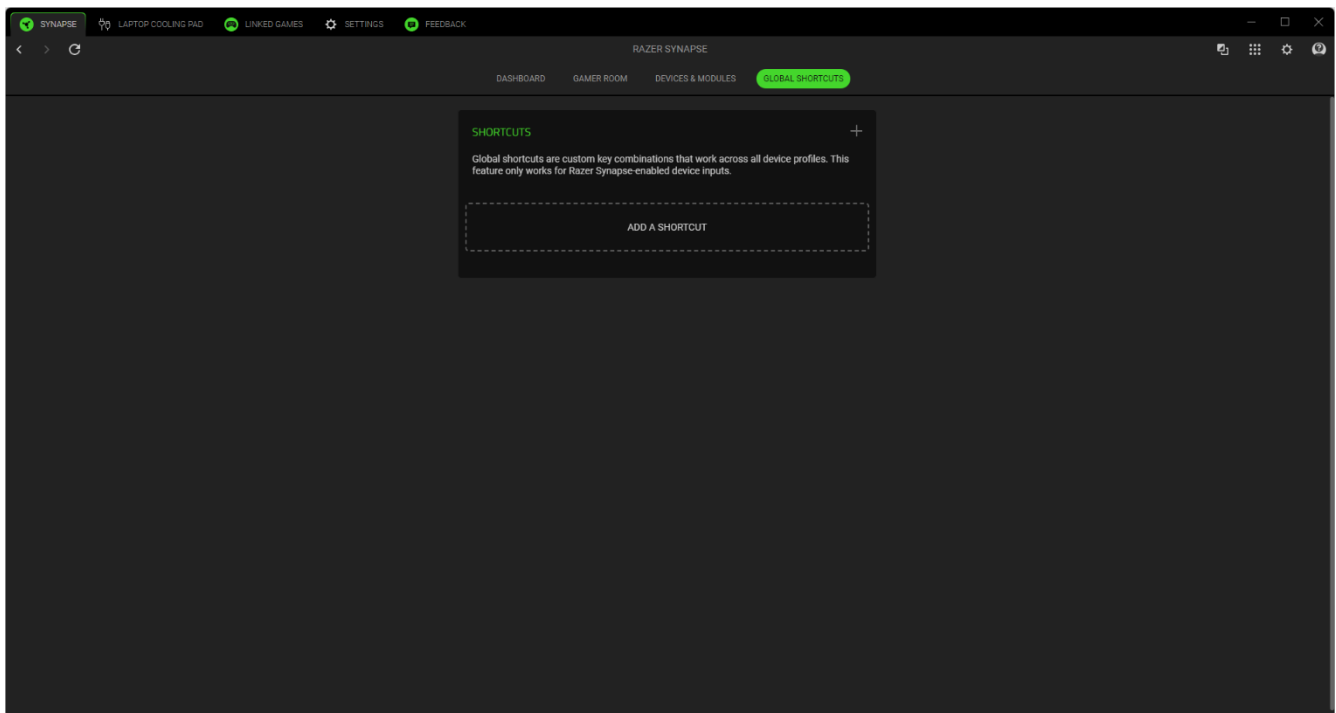 SYNAPSE
LAPTOP COOLING PAD
LINKED GAMES
SETTINGS
FEEDBACK
RAZER SYNAPSE
DASHBOARD
GAMER ROOM
DEVICES & MODULES
GLOBAL SHORTCUTS
SHORTCUTS
Global shortcuts are custom key combinations that work across all device profiles. This
feature only works for Razer Synapse-enabled device inputs.
ADD A SHORTCUT